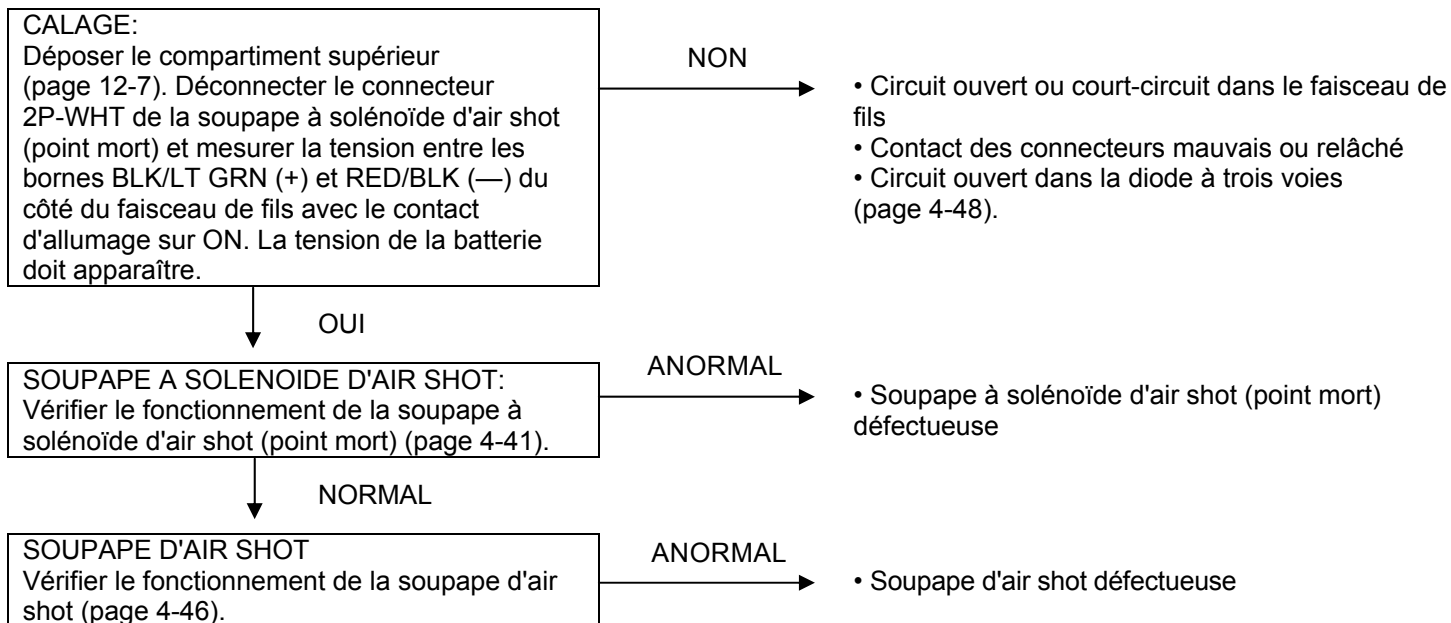 CALAGE:
Déposer le compartiment supérieur
(page 12-7). Déconnecter le connecteur
2P-WHT de la soupape à solénoïde d'air shot
(point mort) et mesurer la tension entre les
bornes BLK/LT GRN (+) et RED/BLK (—) du
côté du faisceau de fils avec le contact
d'allumage sur ON. La tension de la batterie
doit apparaître.
NON
• Circuit ouvert ou court-circuit dans le faisceau de
fils
• Contact des connecteurs mauvais ou relâché
• Circuit ouvert dans la diode à trois voies
(page 4-48).
OUI
SOUPAPE A SOLENOIDE D'AIR SHOT:
Vérifier le fonctionnement de la soupape à
solénoïde d'air shot (point mort) (page 4-41).
ANORMAL
• Soupape à solénoïde d'air shot (point mort)
défectueuse
NORMAL
SOUPAPE D'AIR SHOT
Vérifier le fonctionnement de la soupape d'air
shot (page 4-46).
ANORMAL
• Soupape d'air shot défectueuse